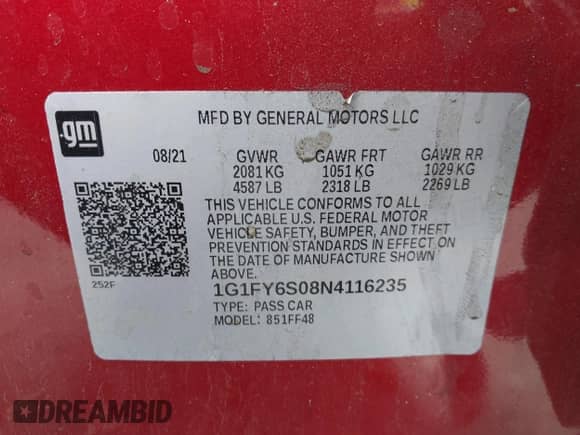 gm
MFD BY GENERAL MOTORS LLC
08/21 GVWR GAWR FRT GAWR RR
2081 KG 1051 KG 1029 KG
4587 LB 2318 LB 2269 LB
THIS VEHICLE CONFORMS TO ALL
APPLICABLE U.S. FEDERAL MOTOR
VEHICLE SAFETY, BUMPER, AND THEFT
PREVENTION STANDARDS IN EFFECT ON
THE DATE OF MANUFACTURE SHOWN
ABOVE.
252F
1G1FY6S08N4116235
TYPE: PASS CAR
MODEL: 851FF48
DREAMBID